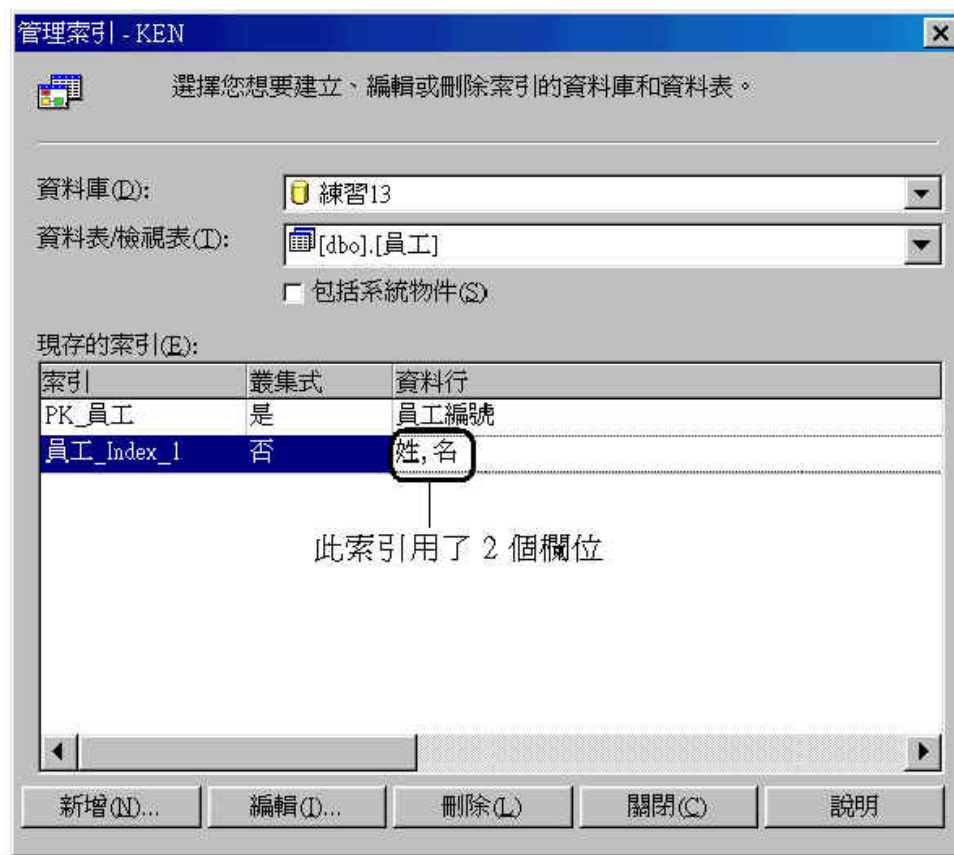 管理索引 - KEN
選擇您想要建立、編輯或刪除索引的資料庫和資料表。
資料庫(D): 練習13
資料表/檢視表(T): [dbo].[員工]
包括系統物件(S)
現存的索引(E):
索引 叢集式 資料行
PK_員工 是 員工編號
員工_Index_1 否 姓,名
此索引用了 2 個欄位
新增(N)... 編輯(I)... 刪除(L) 關閉(C) 說明